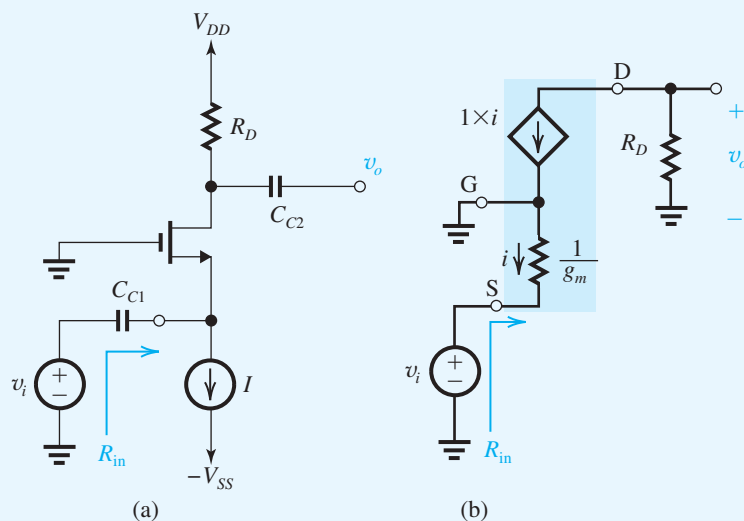 V_DD
R_D
v_o
C_C2
C_C1
v_i
+
−
I
R_in
−V_SS
(a)
D
1×i
+
R_D
v_o
−
G
i
1/g_m
S
v_i
+
−
R_in
(b)